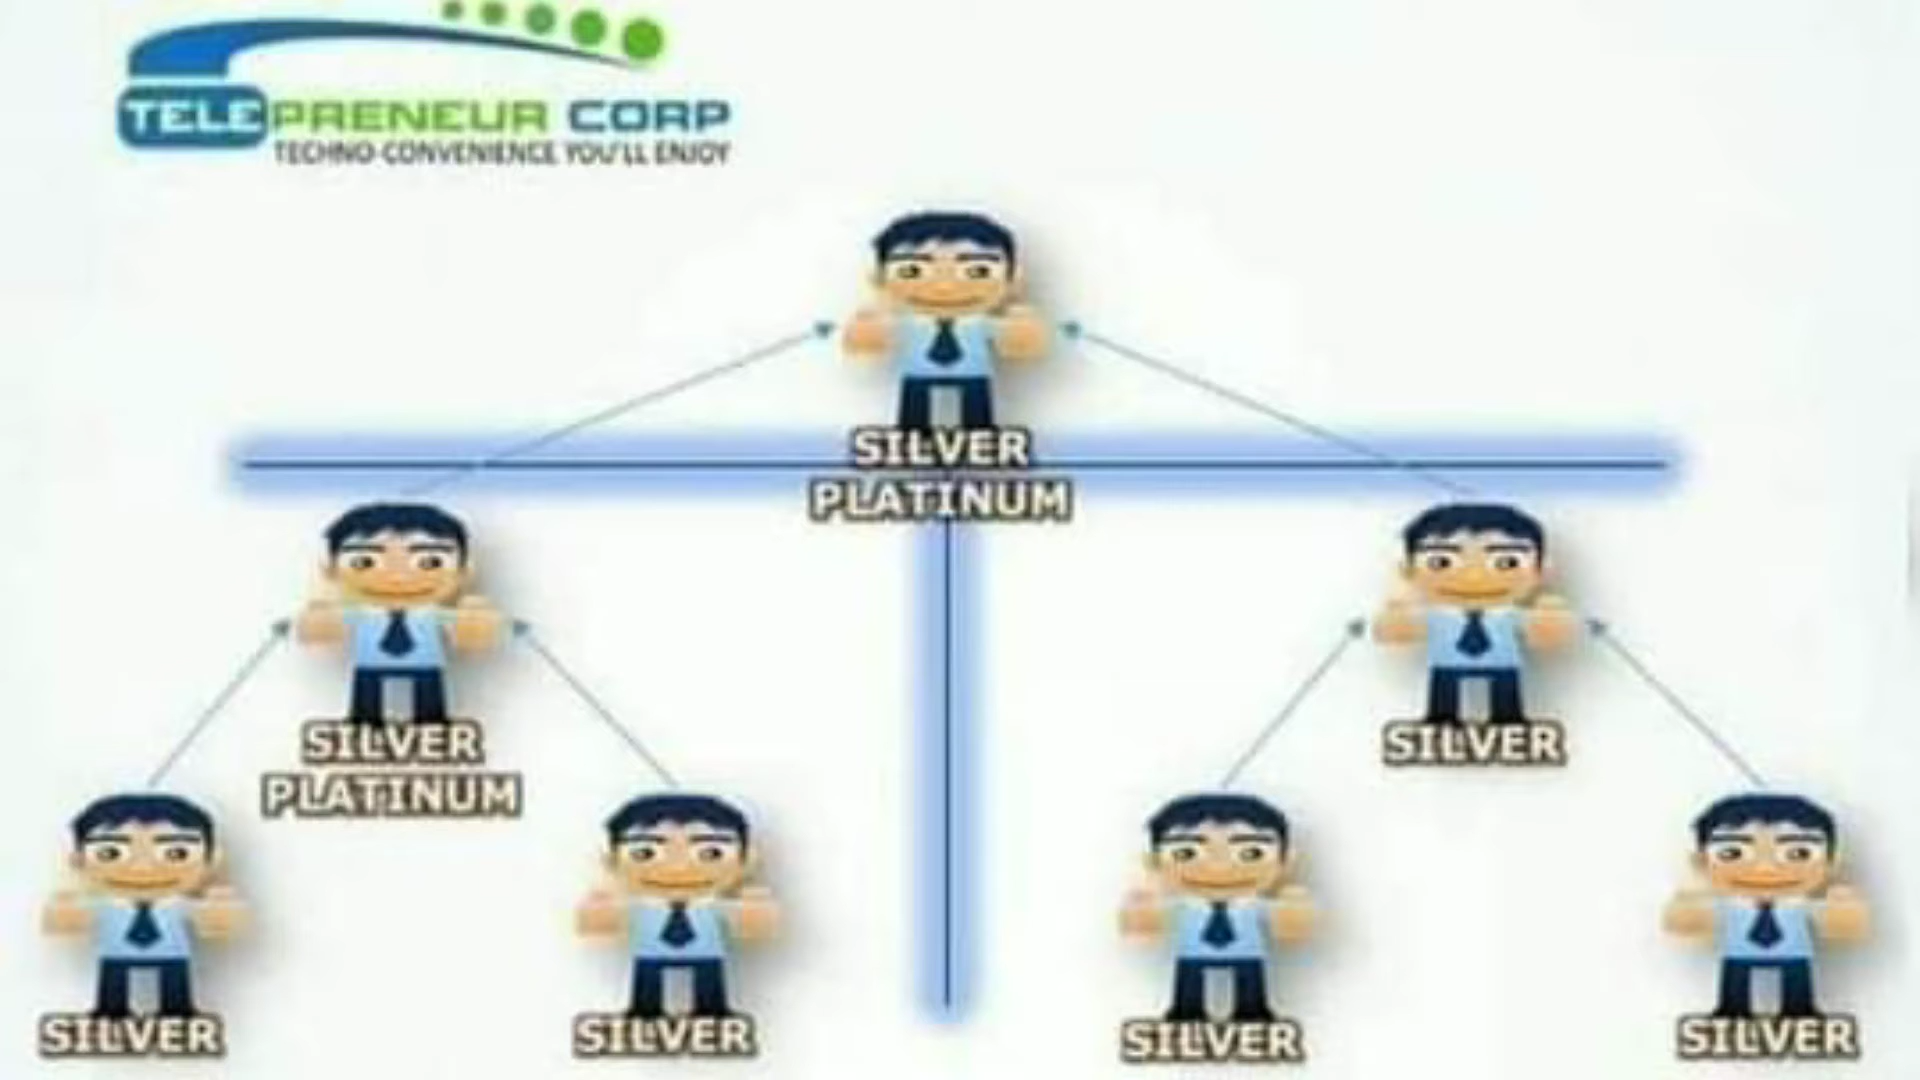 TELEPRENEUR CORP
TECHNO-CONVENIENCE YOU'LL ENJOY
SILVER
PLATINUM
SILVER
PLATINUM
SILVER
SILVER
SILVER
SILVER
SILVER